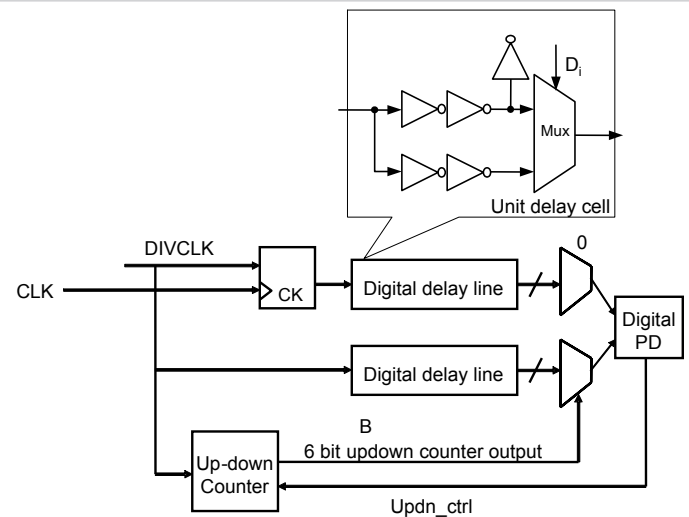 D_i
Mux
Unit delay cell
DIVCLK
0
CLK
CK
Digital delay line
Digital
PD
Digital delay line
B
6 bit updown counter output
Up-down
Counter
Updn_ctrl